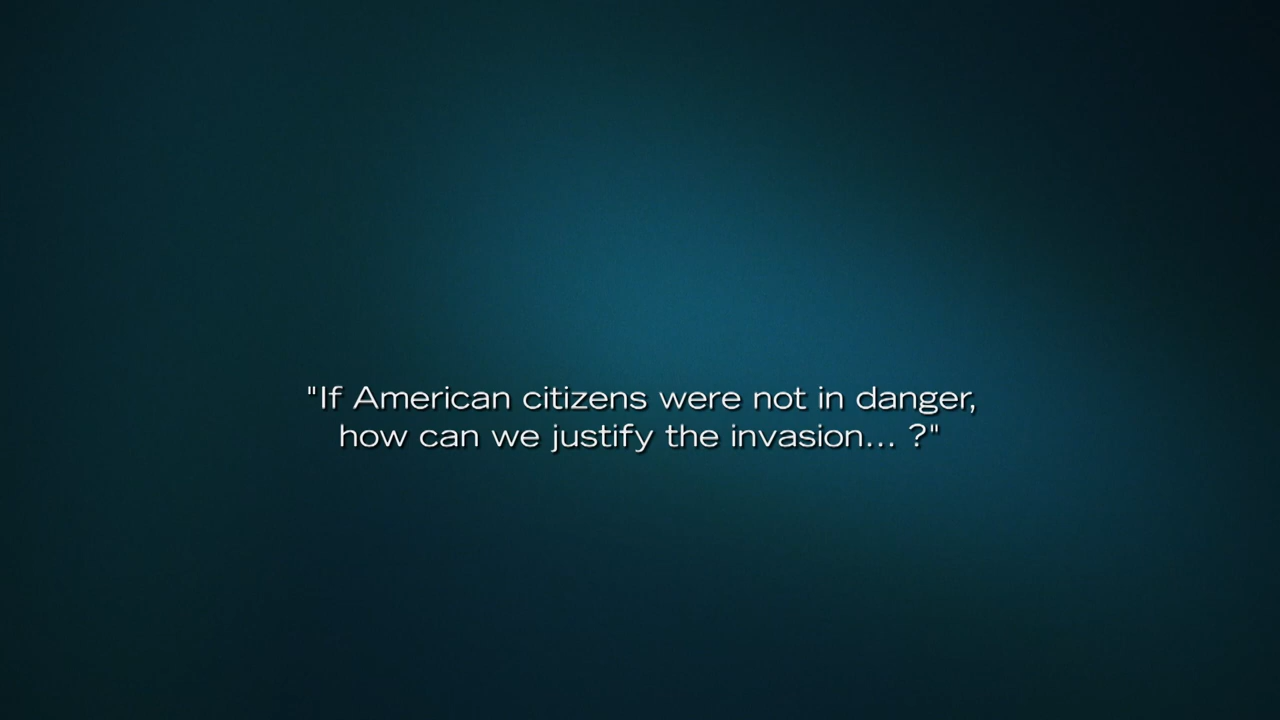 "If American citizens were not in danger,
how can we justify the invasion... ?"